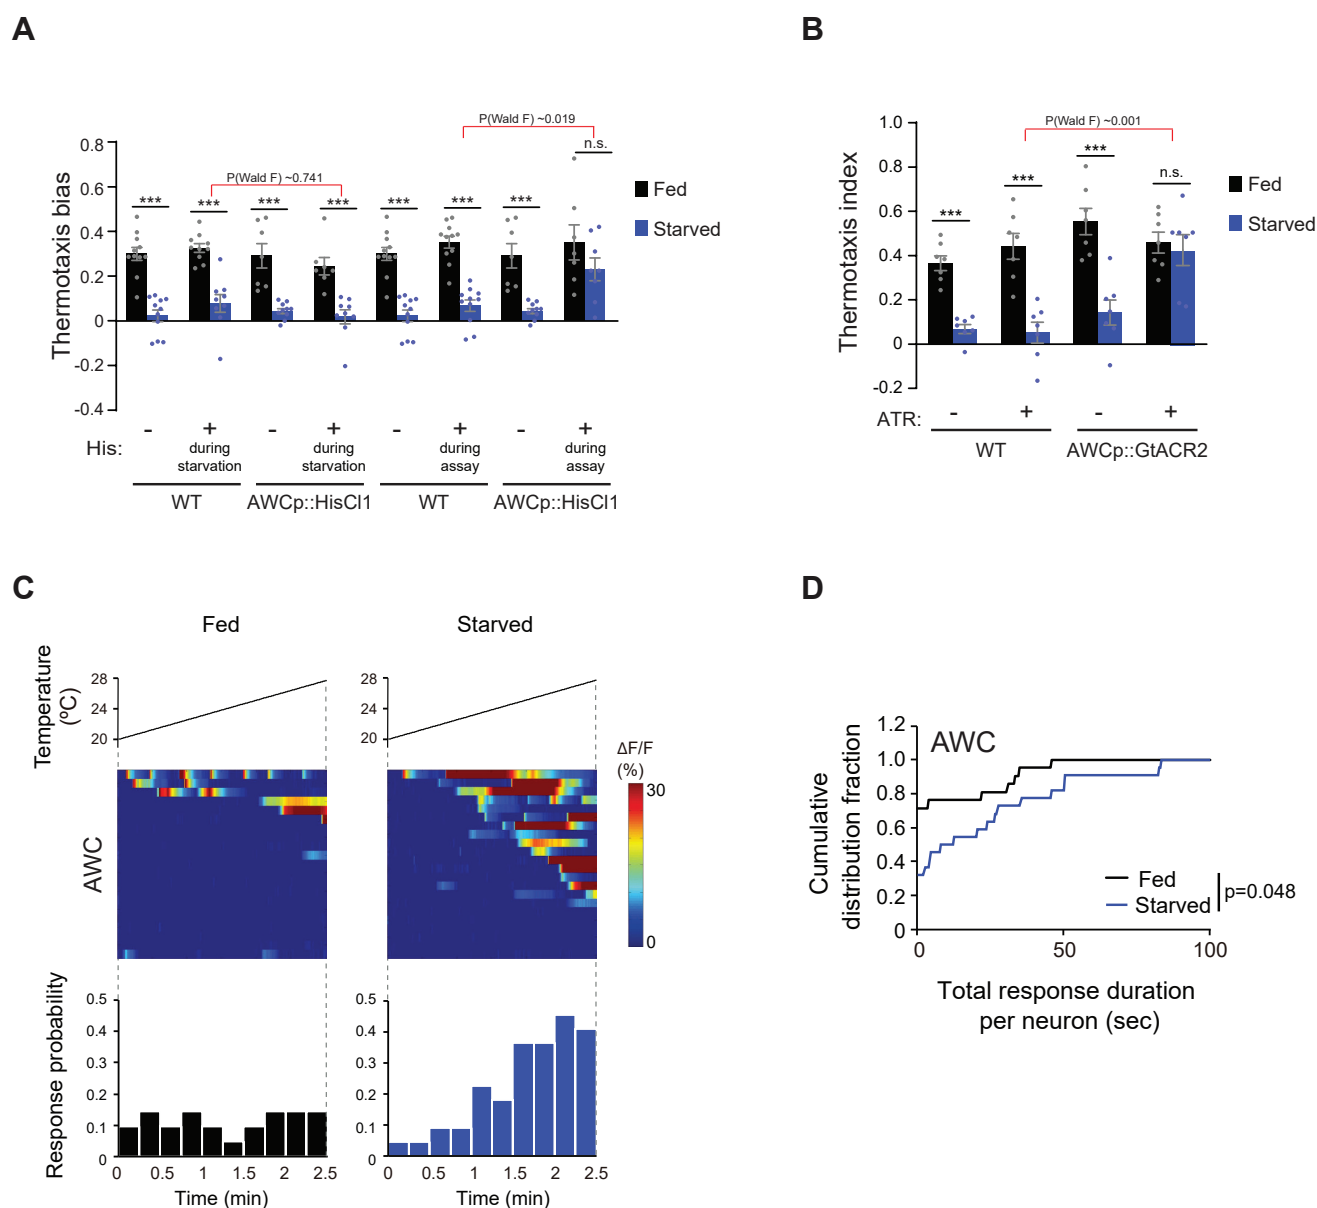 A
P(Wald F) ~0.019
n.s.
P(Wald F) ~0.741
*** *** *** *** *** *** ***
Thermotaxis bias
0.8
0.6
0.4
0.2
0
-0.2
-0.4
Fed
Starved
His:
- + - + - + - +
during starvation
during starvation
during assay
during assay
WT
AWCp::HisCl1
WT
AWCp::HisCl1
B
P(Wald F) ~0.001
***
***
***
n.s.
Thermotaxis index
1.0
0.8
0.6
0.4
0.2
0
-0.2
Fed
Starved
ATR:
- + - +
WT
AWCp::GtACR2
C
Fed
Starved
Temperature
(ºC)
28
24
20
28
24
20
AWC
ΔF/F
(%)
30
0
Response probability
0.5
0.4
0.3
0.2
0.1
0
0 0.5 1 1.5 2 2.5
Time (min)
0.5
0.4
0.3
0.2
0.1
0
0 0.5 1 1.5 2 2.5
Time (min)
D
AWC
Cumulative
distribution fraction
1.2
1.0
0.8
0.6
0.4
0.2
0
Fed
Starved
p=0.048
0 50 100
Total response duration
per neuron (sec)